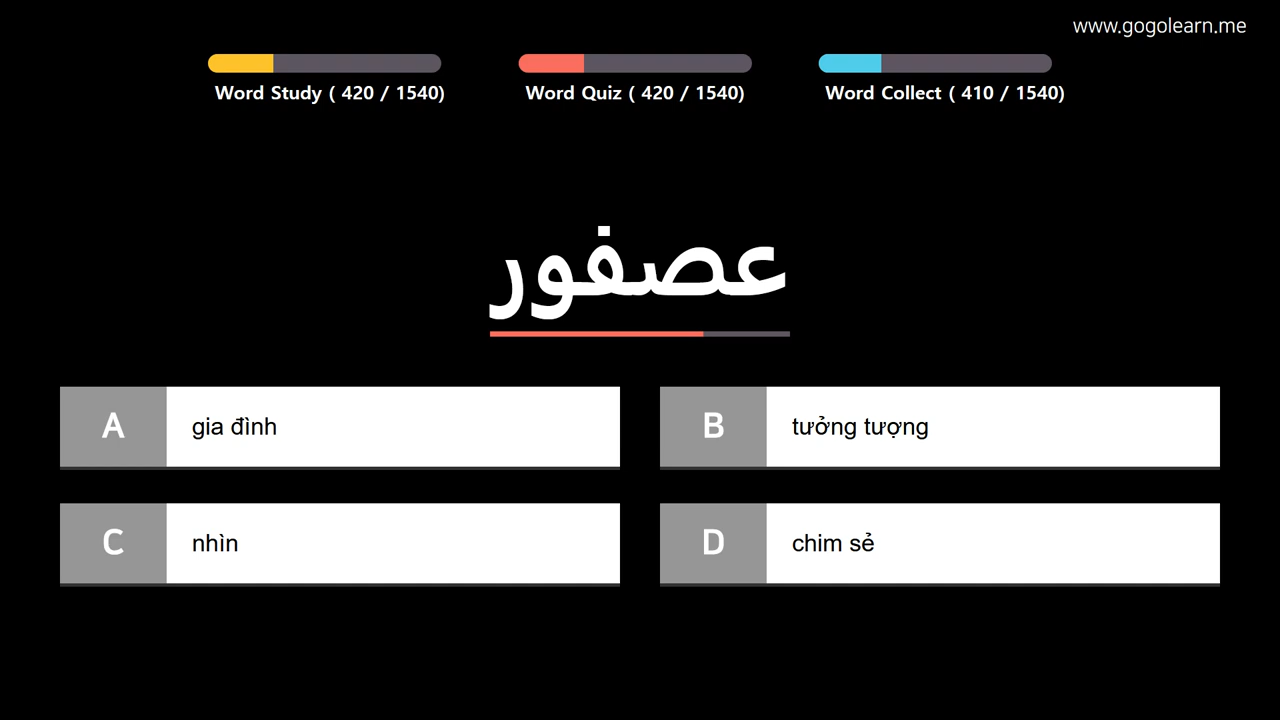 www.gogolearn.me
Word Study ( 420 / 1540)
Word Quiz ( 420 / 1540)
Word Collect ( 410 / 1540)
عصفور
A gia đình
B tưởng tượng
C nhìn
D chim sẻ